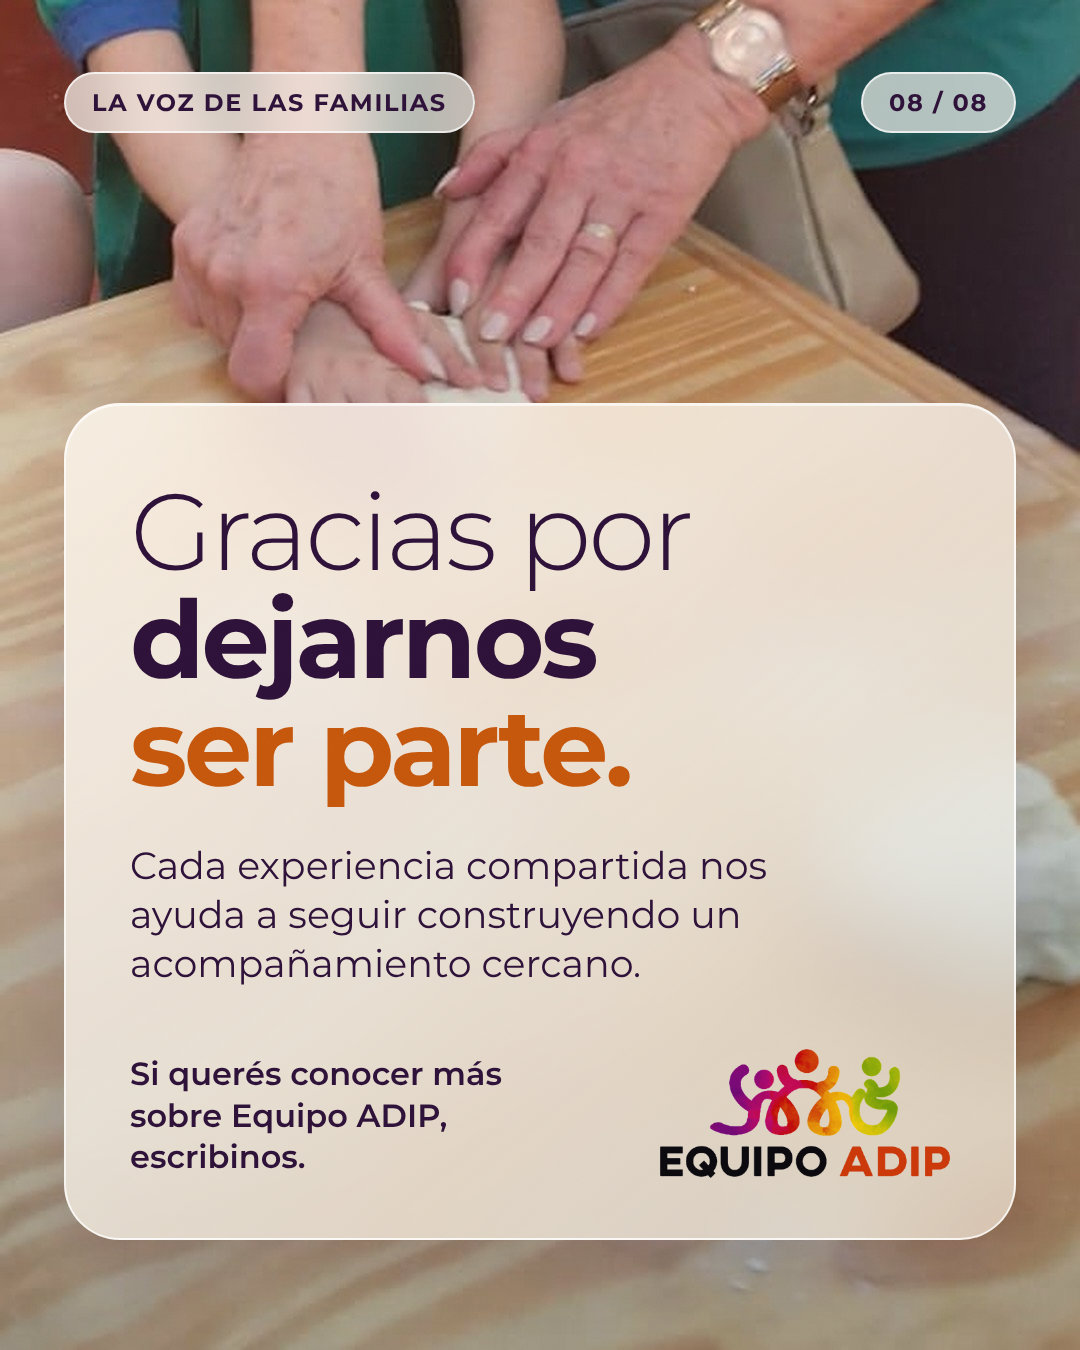 LA VOZ DE LAS FAMILIAS
08 / 08
Gracias por
dejarnos
ser parte.
Cada experiencia compartida nos
ayuda a seguir construyendo un
acompañamiento cercano.
Si querés conocer más
sobre Equipo ADIP,
escribinos.
EQUIPO ADIP